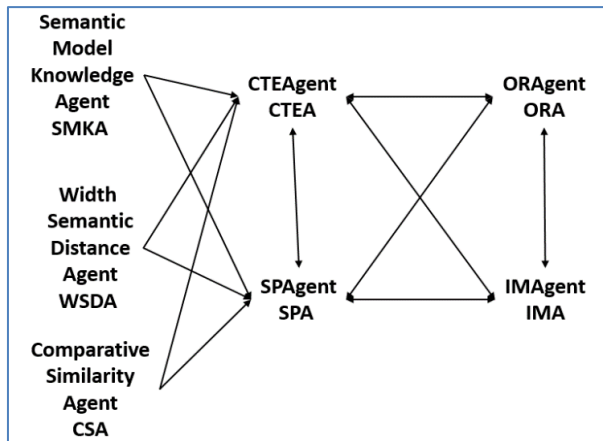 Semantic
Model
Knowledge
Agent
SMKA
Width
Semantic
Distance
Agent
WSDA
Comparative
Similarity
Agent
CSA
CTEAgent
CTEA
SPAgent
SPA
ORAgent
ORA
IMAgent
IMA